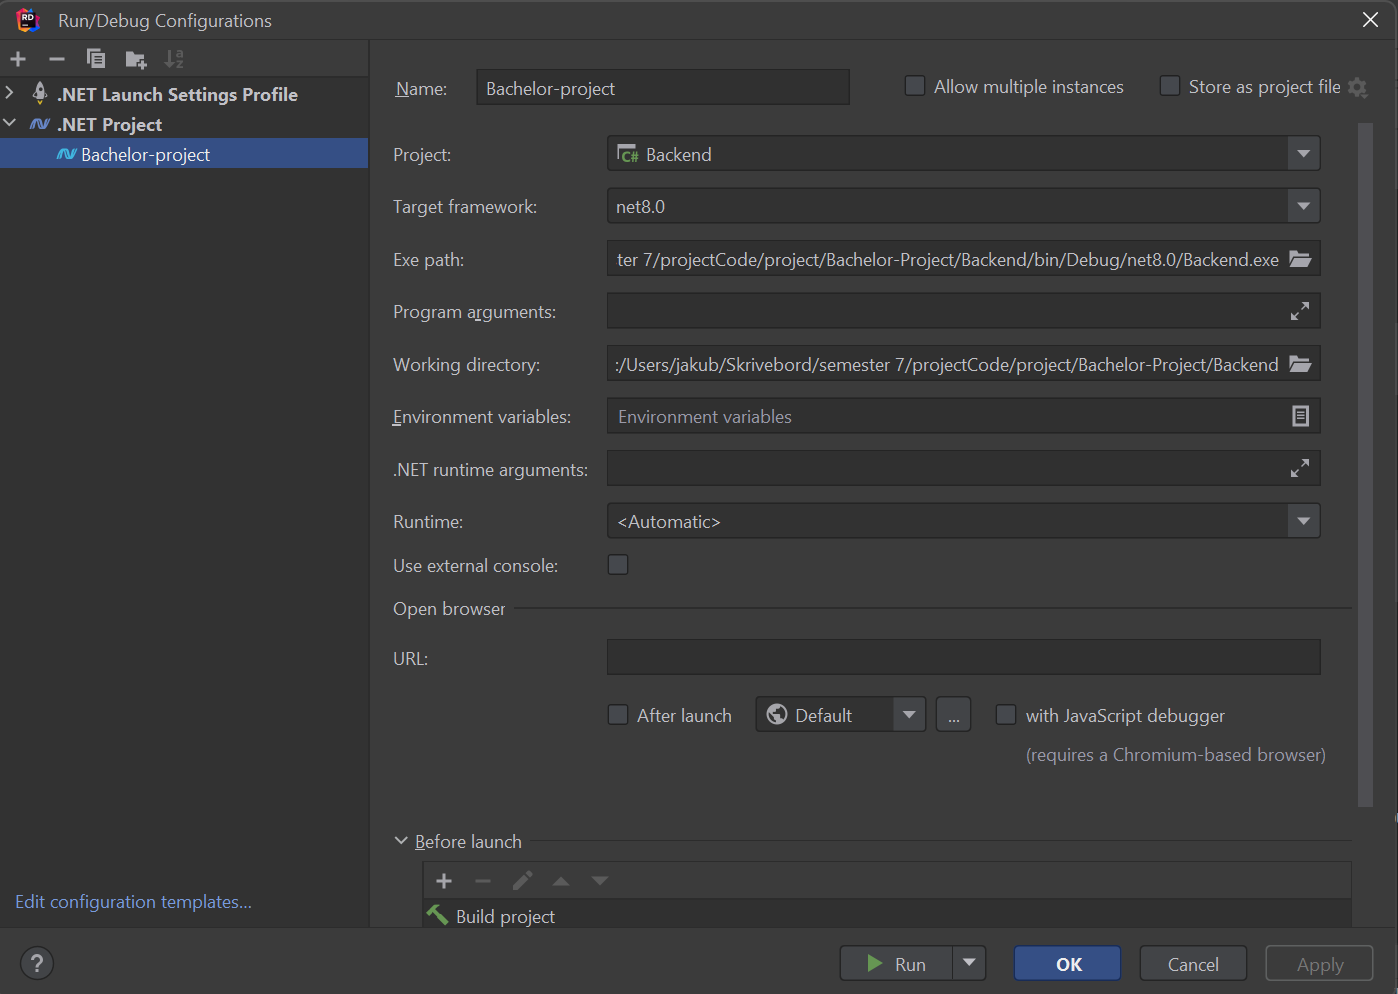 Run/Debug Configurations
.NET Launch Settings Profile
.NET Project
Bachelor-project
Edit configuration templates...
Name: Bachelor-project Allow multiple instances Store as project file
Project: C# Backend
Target framework: net8.0
Exe path: ter 7/projectCode/project/Bachelor-Project/Backend/bin/Debug/net8.0/Backend.exe
Program arguments:
Working directory: :/Users/jakub/Skrivebord/semester 7/projectCode/project/Bachelor-Project/Backend
Environment variables: Environment variables
.NET runtime arguments:
Runtime: <Automatic>
Use external console:
Open browser
URL:
After launch Default ... with JavaScript debugger
(requires a Chromium-based browser)
Before launch
Build project
? Run OK Cancel Apply